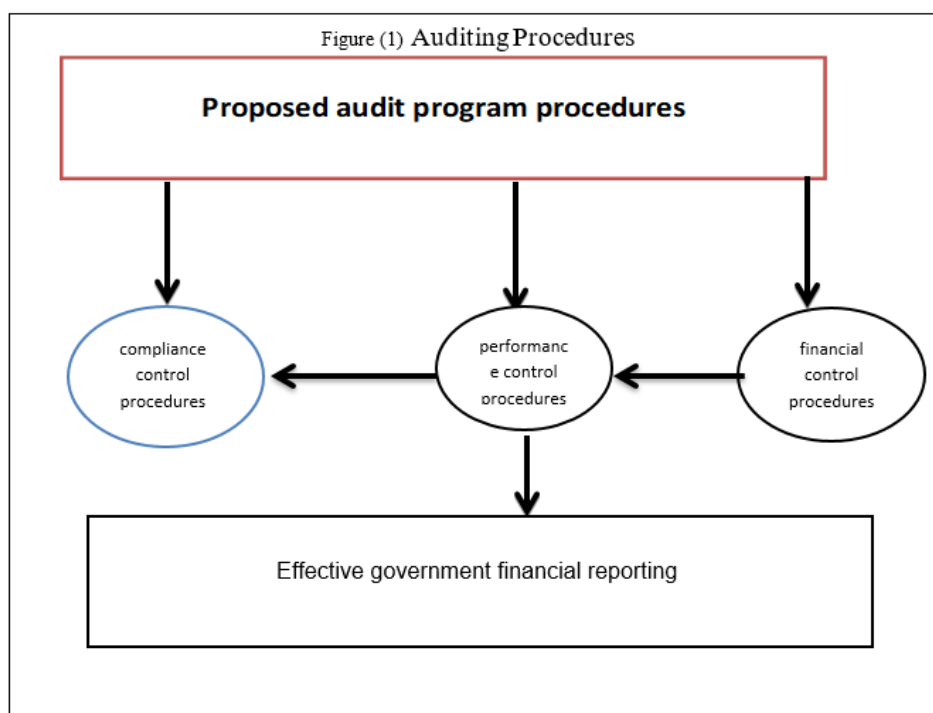 Figure (1) Auditing Procedures
Proposed audit program procedures
compliance
control
procedures
performanc
e control
procedures
financial
control
procedures
Effective government financial reporting